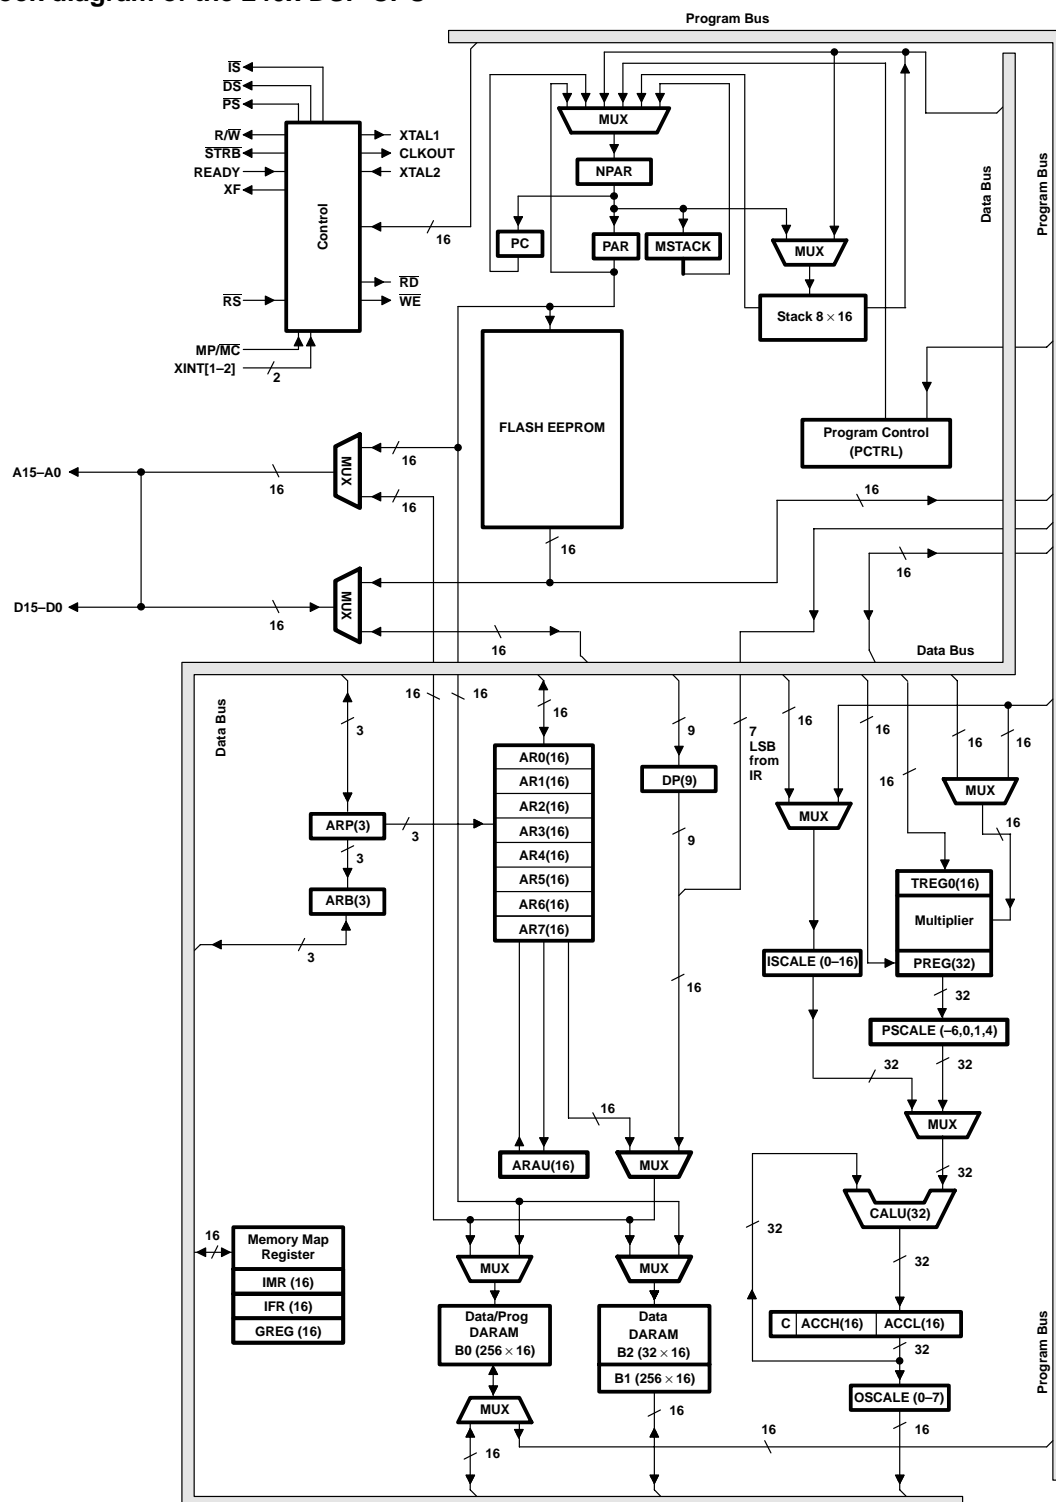 Program Bus
IS
DS
PS
R/W
STRB
READY
XF
RS
MP/MC
XINT[1–2]
2
Control
XTAL1
CLKOUT
XTAL2
16
RD
WE
MUX
NPAR
PC
PAR
MSTACK
MUX
Stack 8 × 16
Data Bus
Program Bus
FLASH EEPROM
Program Control
(PCTRL)
A15–A0
16
MUX
16
16
16
16
D15–D0
16
MUX
16
16
Data Bus
Data Bus
3
16
16
16
9
7
LSB
from
IR
16
16
16
16
16
AR0(16)
AR1(16)
AR2(16)
AR3(16)
AR4(16)
AR5(16)
AR6(16)
AR7(16)
DP(9)
9
MUX
MUX
16
ARP(3)
3
3
ARB(3)
3
TREG0(16)
Multiplier
PREG(32)
ISCALE (0–16)
16
32
PSCALE (–6,0,1,4)
32
32
16
MUX
ARAU(16)
MUX
32
CALU(32)
32
32
16
Memory Map
Register
IMR (16)
IFR (16)
GREG (16)
MUX
MUX
Data/Prog
DARAM
B0 (256 × 16)
Data
DARAM
B2 (32 × 16)
B1 (256 × 16)
C
ACCH(16)
ACCL(16)
32
OSCALE (0–7)
MUX
16
16
16
16
Program Bus